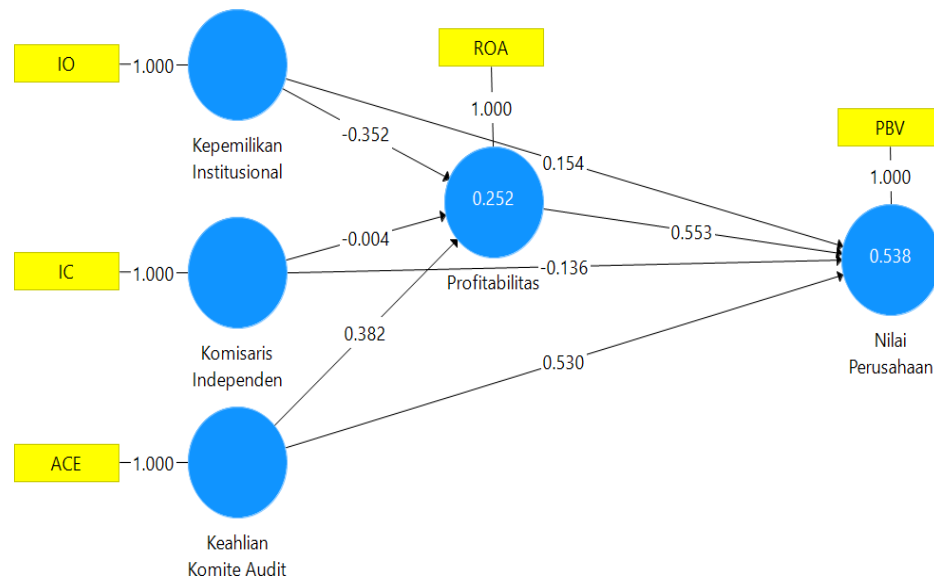 IO
1.000
Kepemilikan
Institusional
-0.352
0.154
ROA
1.000
0.252
Profitabilitas
PBV
1.000
0.538
Nilai
Perusahaan
0.553
IC
1.000
Komisaris
Independen
-0.004
-0.136
0.382
0.530
ACE
1.000
Keahlian
Komite Audit